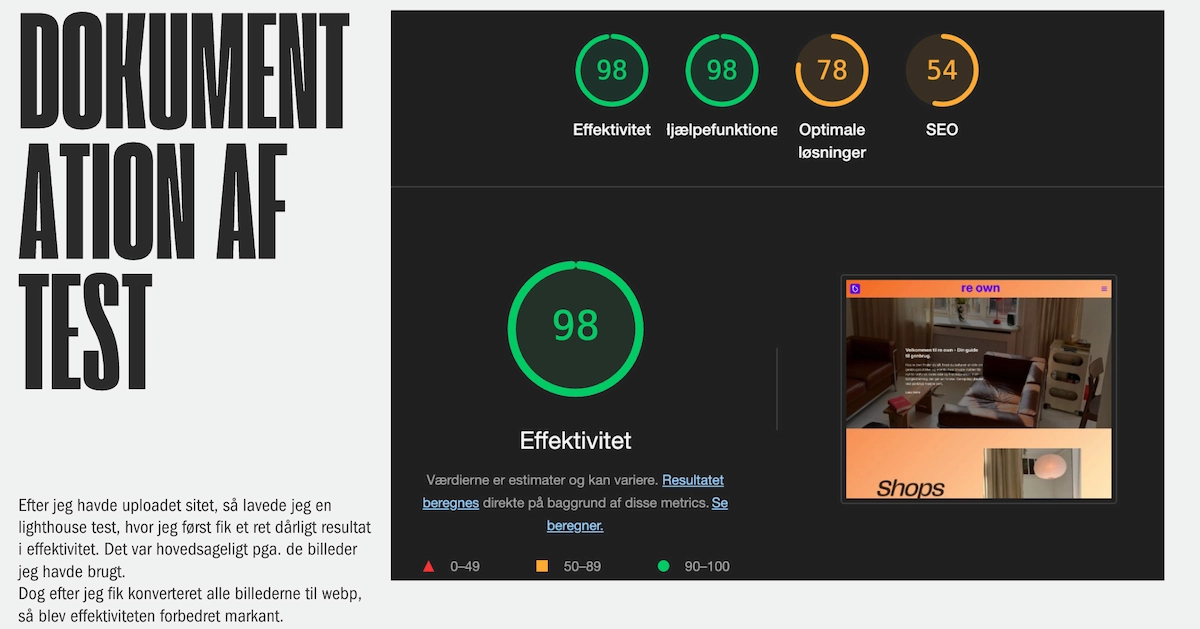 DOKUMENT
ATION AF
TEST
Efter jeg havde uploadet sitet, så lavede jeg en
lighthouse test, hvor jeg først fik et ret dårligt resultat
i effektivitet. Det var hovedsageligt pga. de billeder
jeg havde brugt.
Dog efter jeg fik konverteret alle billederne til webp,
så blev effektiviteten forbedret markant.
98
98
78
54
Effektivitet
ljælpefunktione
Optimale
løsninger
SEO
98
Effektivitet
Værdierne er estimater og kan variere. Resultatet
beregnes direkte på baggrund af disse metrics. Se
beregner.
0–49
50–89
90–100
re own
Velkommen til re own - Din guide
til genbrug.
Shops